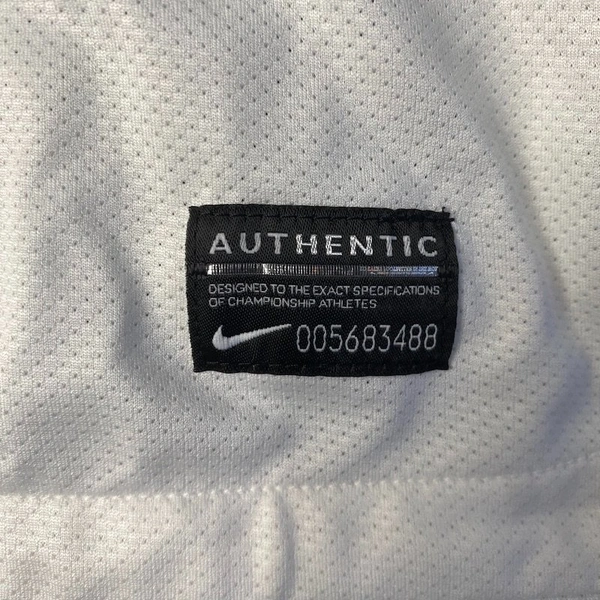 AUTHENTIC
DESIGNED TO THE EXACT SPECIFICATIONS
OF CHAMPIONSHIP ATHLETES
005683488